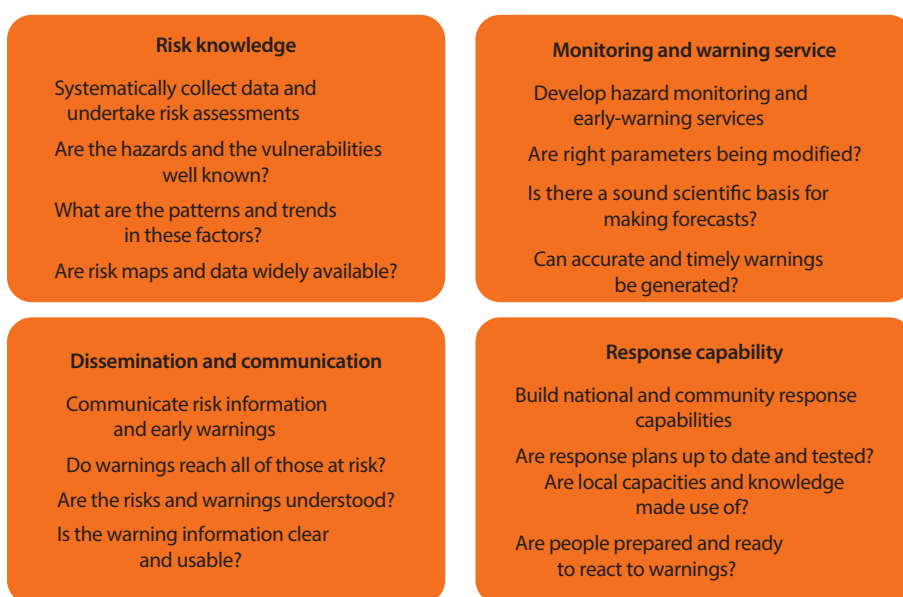 Risk knowledge
Systematically collect data and
undertake risk assessments
Are the hazards and the vulnerabilities
well known?
What are the patterns and trends
in these factors?
Are risk maps and data widely available?
Monitoring and warning service
Develop hazard monitoring and
early-warning services
Are right parameters being modified?
Is there a sound scientific basis for
making forecasts?
Can accurate and timely warnings
be generated?
Dissemination and communication
Communicate risk information
and early warnings
Do warnings reach all of those at risk?
Are the risks and warnings understood?
Is the warning information clear
and usable?
Response capability
Build national and community response
capabilities
Are response plans up to date and tested?
Are local capacities and knowledge
made use of?
Are people prepared and ready
to react to warnings?